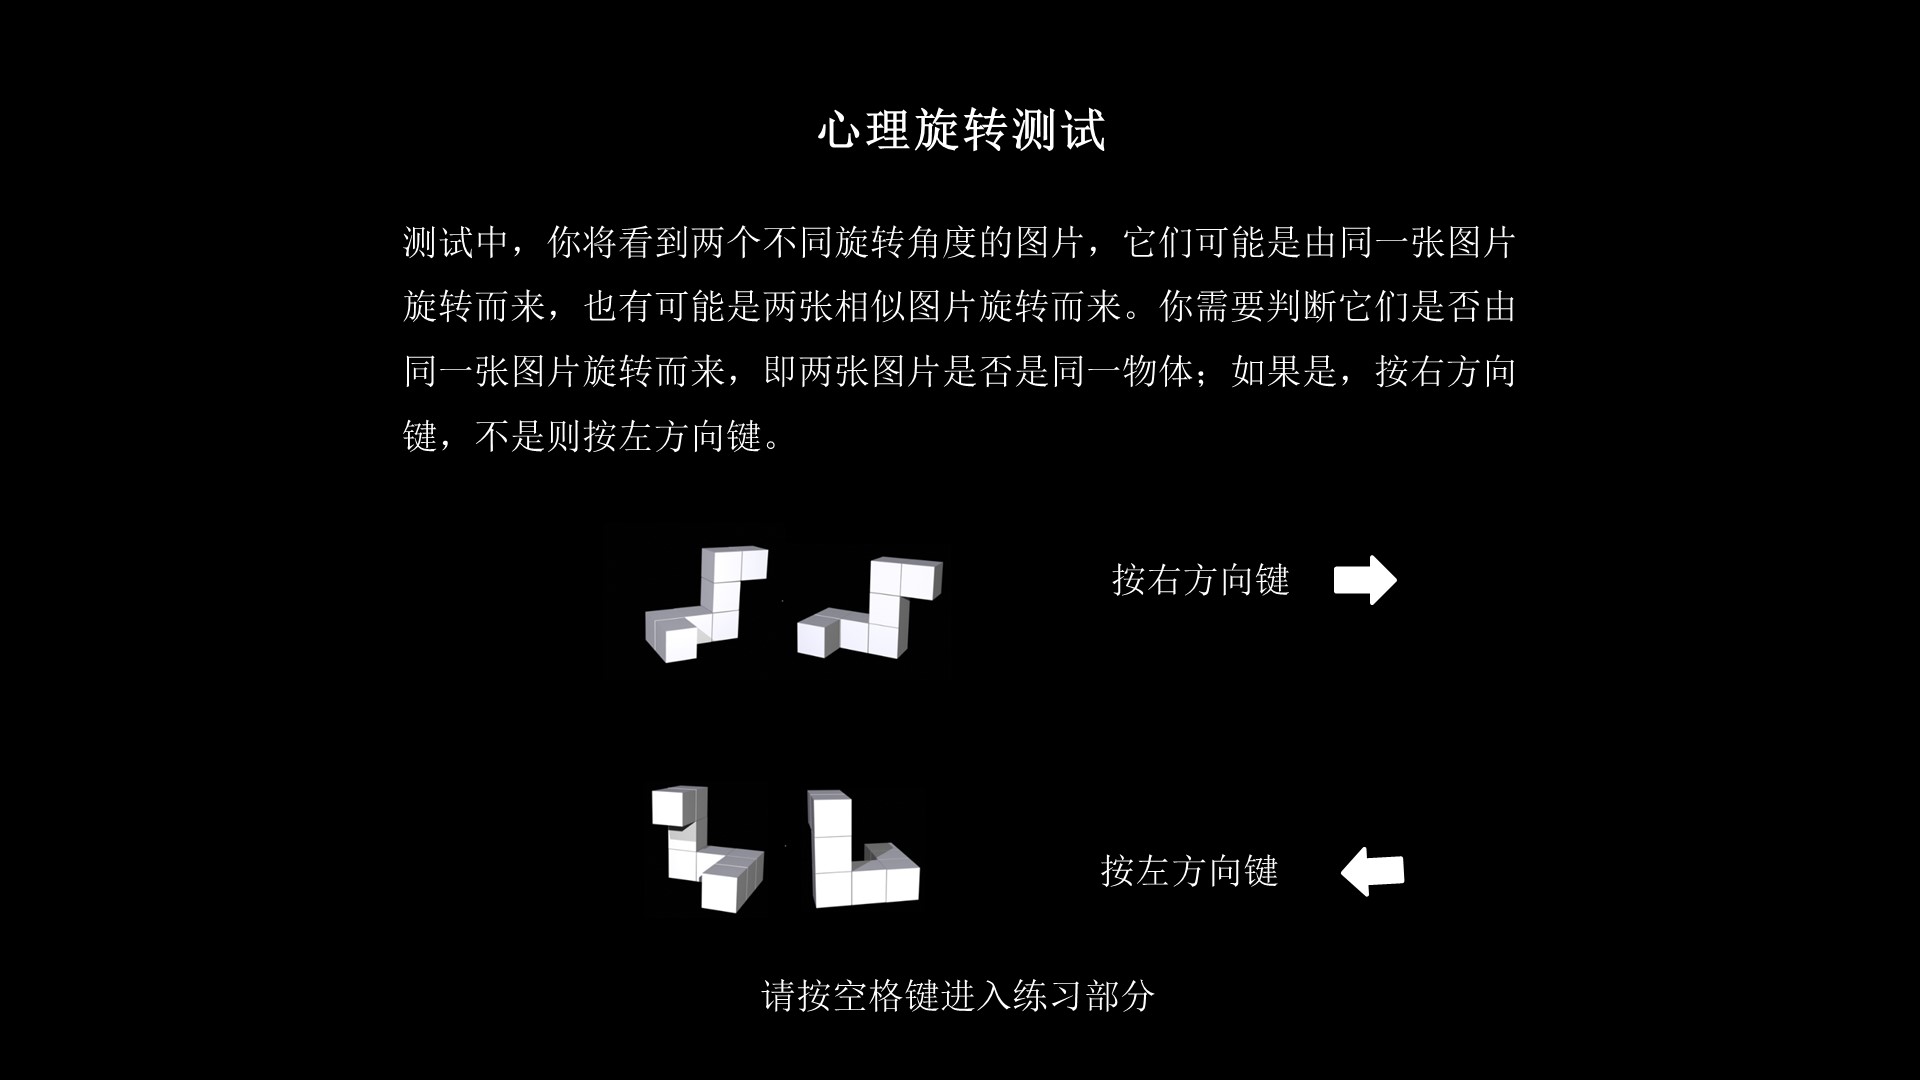 心理旋转测试
测试中，你将看到两个不同旋转角度的图片，它们可能是由同一张图片
旋转而来，也有可能是两张相似图片旋转而来。你需要判断它们是否由
同一张图片旋转而来，即两张图片是否是同一物体；如果是，按右方向
键，不是则按左方向键。
按右方向键
按左方向键
请按空格键进入练习部分